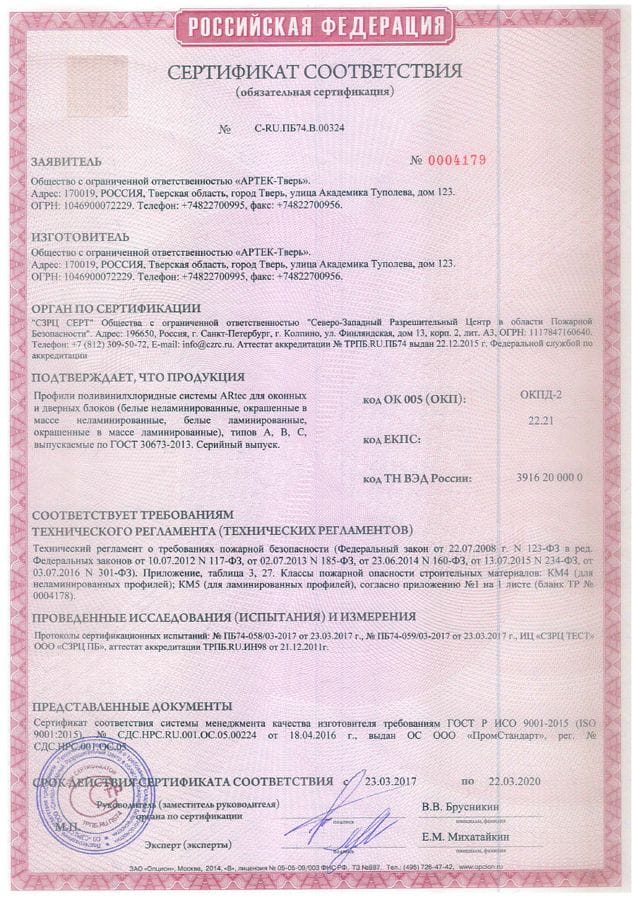 РОССИЙСКАЯ ФЕДЕРАЦИЯ
СЕРТИФИКАТ СООТВЕТСТВИЯ
(обязательная сертификация)
№ С-RU.ПБ74.В.00324
ЗАЯВИТЕЛЬ № 0004179
Общество с ограниченной ответственностью «АРТЕК-Тверь».
Адрес: 170019, РОССИЯ, Тверская область, город Тверь, улица Академика Туполева, дом 123.
ОГРН: 1046900072229. Телефон: +74822700995, факс: +74822700956.
ИЗГОТОВИТЕЛЬ
Общество с ограниченной ответственностью «АРТЕК-Тверь».
Адрес: 170019, РОССИЯ, Тверская область, город Тверь, улица Академика Туполева, дом 123.
ОГРН: 1046900072229. Телефон: +74822700995, факс: +74822700956.
ОРГАН ПО СЕРТИФИКАЦИИ
"СЗРЦ СЕРТ" Общества с ограниченной ответственностью "Северо-Западный Разрешительный Центр в области Пожарной
Безопасности". Адрес: 196650, Россия, г. Санкт-Петербург, г. Колпино, ул. Финляндская, дом 13, корп. 2, лит. А3, ОГРН: 1117847160640.
Телефон: +7 (812) 309-50-72, E-mail: info@czrc.ru. Аттестат аккредитации № ТРПБ.RU.ПБ74 выдан 22.12.2015 г. Федеральной службой по
аккредитации
ПОДТВЕРЖДАЕТ, ЧТО ПРОДУКЦИЯ
Профили поливинилхлоридные системы ARtec для оконных
и дверных блоков (белые неламинированные, окрашенные в
массе неламинированные, белые ламинированные,
окрашенные в массе ламинированные), типов А, В, С,
выпускаемые по ГОСТ 30673-2013. Серийный выпуск.
код ОК 005 (ОКП): ОКПД-2
22.21
код ЕКПС:
код ТН ВЭД России: 3916 20 000 0
СООТВЕТСТВУЕТ ТРЕБОВАНИЯМ
ТЕХНИЧЕСКОГО РЕГЛАМЕНТА (ТЕХНИЧЕСКИХ РЕГЛАМЕНТОВ)
Технический регламент о требованиях пожарной безопасности (Федеральный закон от 22.07.2008 г. N 123-ФЗ в ред.
Федеральных законов от 10.07.2012 N 117-ФЗ, от 02.07.2013 N 185-ФЗ, от 23.06.2014 N 160-ФЗ, от 13.07.2015 N 234-ФЗ, от
03.07.2016 N 301-ФЗ). Приложение, таблица 3, 27. Классы пожарной опасности строительных материалов: КМ4 (для
неламинированных профилей); КМ5 (для ламинированных профилей), согласно приложению №1 на 1 листе (бланк ТР №
0004178).
ПРОВЕДЕННЫЕ ИССЛЕДОВАНИЯ (ИСПЫТАНИЯ) И ИЗМЕРЕНИЯ
Протоколы сертификационных испытаний: № ПБ74-058/03-2017 от 23.03.2017 г., № ПБ74-059/03-2017 от 23.03.2017 г., ИЦ «СЗРЦ ТЕСТ»
ООО «СЗРЦ ПБ», аттестат аккредитации ТРПБ.RU.ИН98 от 21.12.2011г.
ПРЕДСТАВЛЕННЫЕ ДОКУМЕНТЫ
Сертификат соответствия системы менеджмента качества изготовителя требованиям ГОСТ Р ИСО 9001-2015 (ISO
9001:2015) № СДС.НРС.RU.001.ОС.05.00224 от 18.04.2016 г., выдан ОС ООО «ПромСтандарт», рег. №
СДС.НРС.001.ОС.05
СРОК ДЕЙСТВИЯ СЕРТИФИКАТА СООТВЕТСТВИЯ с 23.03.2017 по 22.03.2020
Руководитель (заместитель руководителя)
органа по сертификации
подпись
В.В. Брусникин
инициалы, фамилия
М.П.
Эксперт (эксперты)
подпись
Е.М. Михатайкин
инициалы, фамилия
ЗАО «Опцион», Москва, 2014, «В», лицензия № 05-05-09/003 ФНС РФ, ТЗ №997, Тел.: (495) 726-47-42, www.opcion.ru